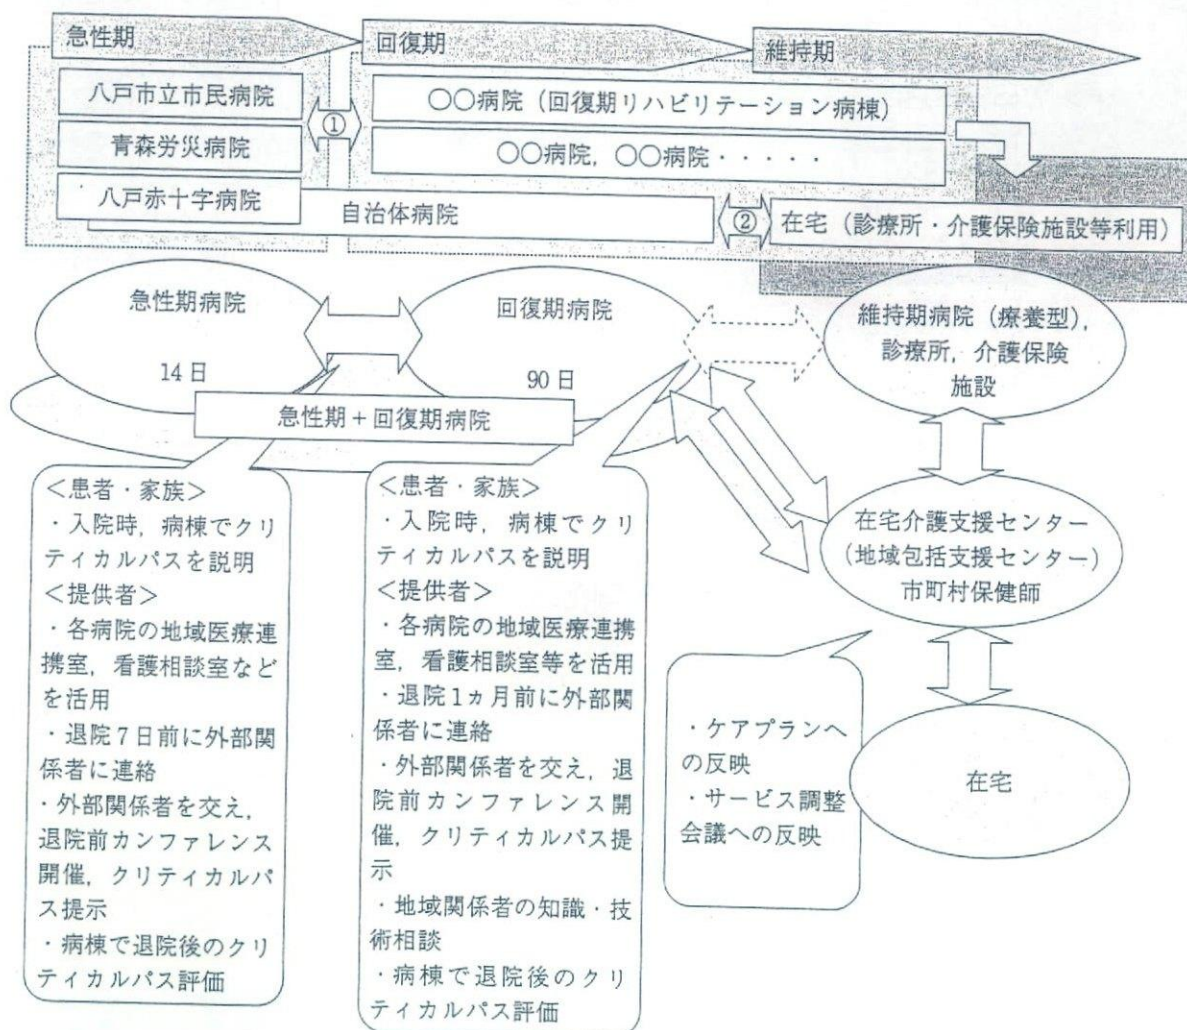 急性期
回復期
維持期
八戸市立市民病院
青森労災病院
八戸赤十字病院
①
〇〇病院（回復期リハビリテーション病棟）
〇〇病院，〇〇病院・・・・・
自治体病院
②
在宅（診療所・介護保険施設等利用）
急性期病院
14日
回復期病院
90日
急性期＋回復期病院
維持期病院（療養型），
診療所，介護保険
施設
＜患者・家族＞
・入院時，病棟でクリ
ティカルパスを説明
＜提供者＞
・各病院の地域医療連
携室，看護相談室など
を活用
・退院7日前に外部関
係者に連絡
・外部関係者を交え，
退院前カンファレンス
開催，クリティカルパ
ス提示
・病棟で退院後のクリ
ティカルパス評価
＜患者・家族＞
・入院時，病棟でクリ
ティカルパスを説明
＜提供者＞
・各病院の地域医療連携
室，看護相談室等を活用
・退院1ヵ月前に外部関
係者に連絡
・外部関係者を交え，退
院前カンファレンス開
催，クリティカルパス提
示
・地域関係者の知識・技
術相談
・病棟で退院後のクリ
ティカルパス評価
在宅介護支援センター
（地域包括支援センター）
市町村保健師
・ケアプランへ
の反映
・サービス調整
会議への反映
在宅